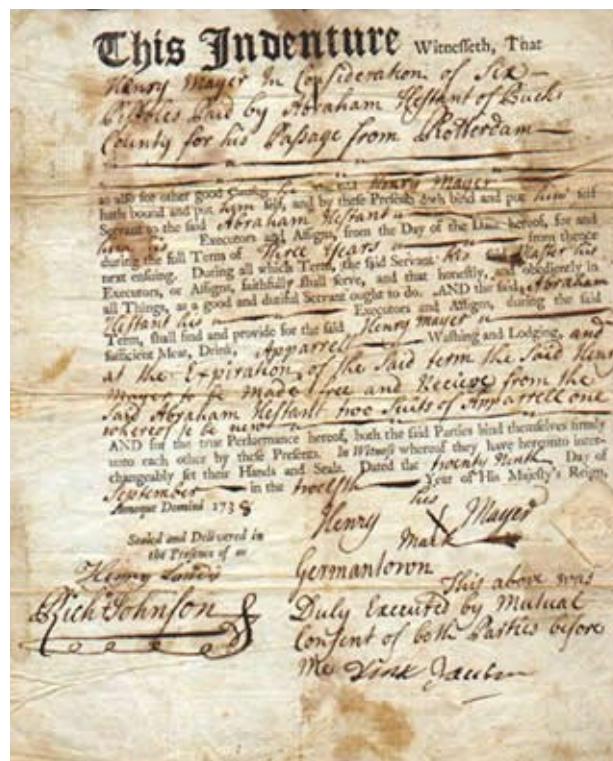 This Indenture Witnesseth, That
Henry Mayer In Consideration of Six
Pistoles Paid by Abraham Hestant of Bucks
County for his Passage from Rotterdam
as also for other good Causes he the said Henry Mayer
hath bound and put him self, and by these Presents doth bind and put him self
Servant to the said Abraham Hestant
him his Executors and Assigns, from the Day of the Date hereof, for and
during the full Term of Three Years from thence
next ensuing. During all which Term, the said Servant his said Master his
Executors, or Assigns, faithfully shall serve, and that honestly and obediently in
all Things, as a good and dutiful Servant ought to do. AND the said Abraham
Hestant his Executors and Assigns, during the said
Term, shall find and provide for the said Henry Mayer
sufficient Meat, Drink, Apparrell Washing and Lodging, and
at the Expiration of the said term the Said Henry
Mayer to be Made free and Recieve from the
Said Abraham Hestant two Suits of Apparrell one
whereof to be new
AND for the true Performance hereof, both the said Parties bind themselves firmly
unto each other by these Presents. In Witness whereof they have hereunto inter-
changeably set their Hands and Seals. Dated the twenty Ninth Day of
September in the twelfth Year of His Majesty's Reign,
Annoque Domini 1738
his
Henry X Mayer
Mark
Sealed and Delivered in
the Presence of us
Henry
Rich Johnson
Germantown
This above was
Duly Executed by Mutual
Consent of both Parties before
Me